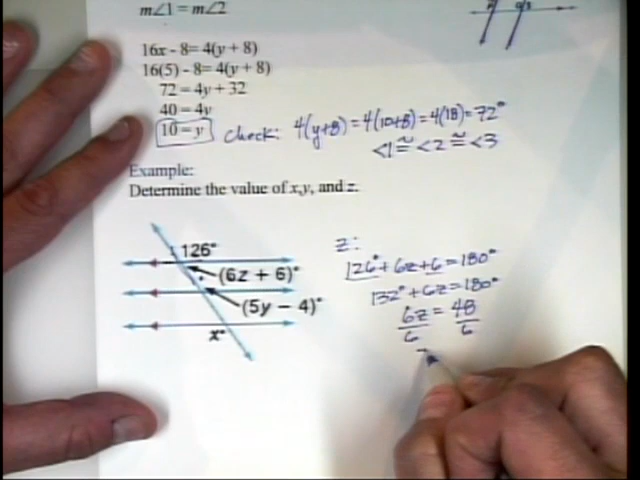 m∠1 = m∠2
16x - 8= 4(y + 8)
16(5) - 8= 4(y + 8)
72 = 4y + 32
40 = 4y
10 = y
check: 4(y+8) = 4(10+8) = 4(18) = 72°
<1 ≅ <2 ≅ <3
Example:
Determine the value of x,y, and z.
126°
(6z + 6)°
(5y − 4)°
x°
z:
126° + 6z + 6 = 180°
132° + 6z = 180°
6z = 48
6 6